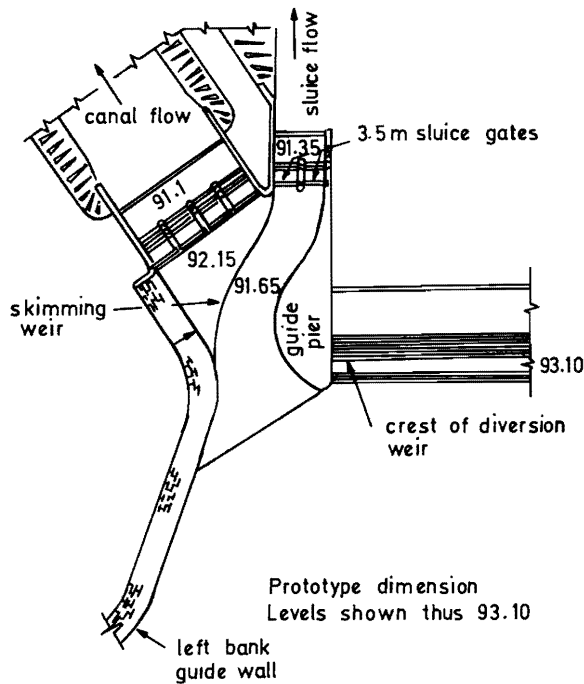 sluice flow
canal flow
3.5m sluice gates
91.35
91.1
92.15
91.65
skimming
weir
guide
pier
93.10
crest of diversion
weir
Prototype dimension
Levels shown thus 93.10
left bank
guide wall